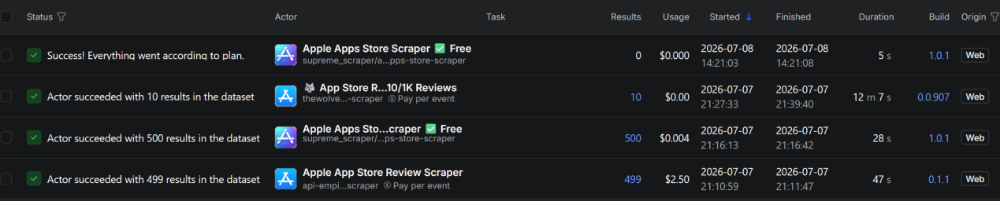 Status Actor Task Results Usage Started Finished Duration Build Origin
Success! Everything went according to plan. Apple Apps Store Scraper ✅ Free 0 $0.000 2026-07-08 2026-07-08 5 s 1.0.1 Web
supreme_scraper/a...pps-store-scraper 14:21:03 14:21:08
Actor succeeded with 10 results in the dataset 🐺 App Store R...10/1K Reviews 10 $0.00 2026-07-07 2026-07-07 12 m 7 s 0.0.907 Web
thewolve...-scraper Pay per event 21:27:33 21:39:40
Actor succeeded with 500 results in the dataset Apple Apps Sto...craper ✅ Free 500 $0.004 2026-07-07 2026-07-07 28 s 1.0.1 Web
supreme_scraper/...ps-store-scraper 21:16:13 21:16:42
Actor succeeded with 499 results in the dataset Apple App Store Review Scraper 499 $2.50 2026-07-07 2026-07-07 47 s 0.1.1 Web
api-empi...scraper Pay per event 21:10:59 21:11:47